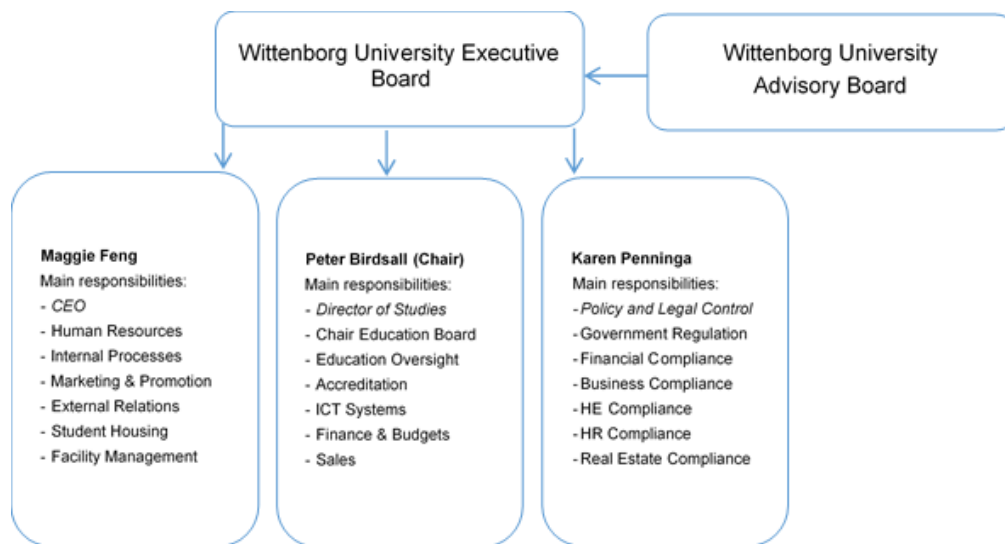 Wittenborg University Executive
Board
Wittenborg University
Advisory Board
Maggie Feng
Main responsibilities:
- CEO
- Human Resources
- Internal Processes
- Marketing & Promotion
- External Relations
- Student Housing
- Facility Management
Peter Birdsall (Chair)
Main responsibilities:
- Director of Studies
- Chair Education Board
- Education Oversight
- Accreditation
- ICT Systems
- Finance & Budgets
- Sales
Karen Penninga
Main responsibilities:
- Policy and Legal Control
- Government Regulation
- Financial Compliance
- Business Compliance
- HE Compliance
- HR Compliance
- Real Estate Compliance